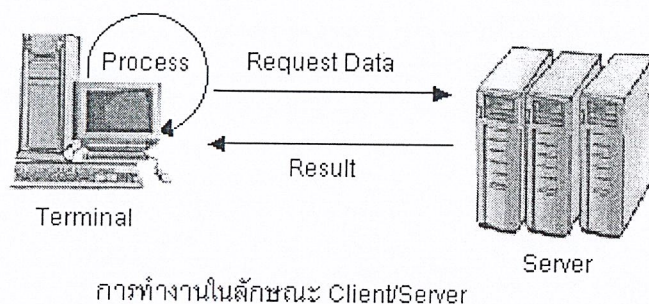 Process
Request Data
Result
Terminal
Server
การทำงานในลักษณะ Client/Server